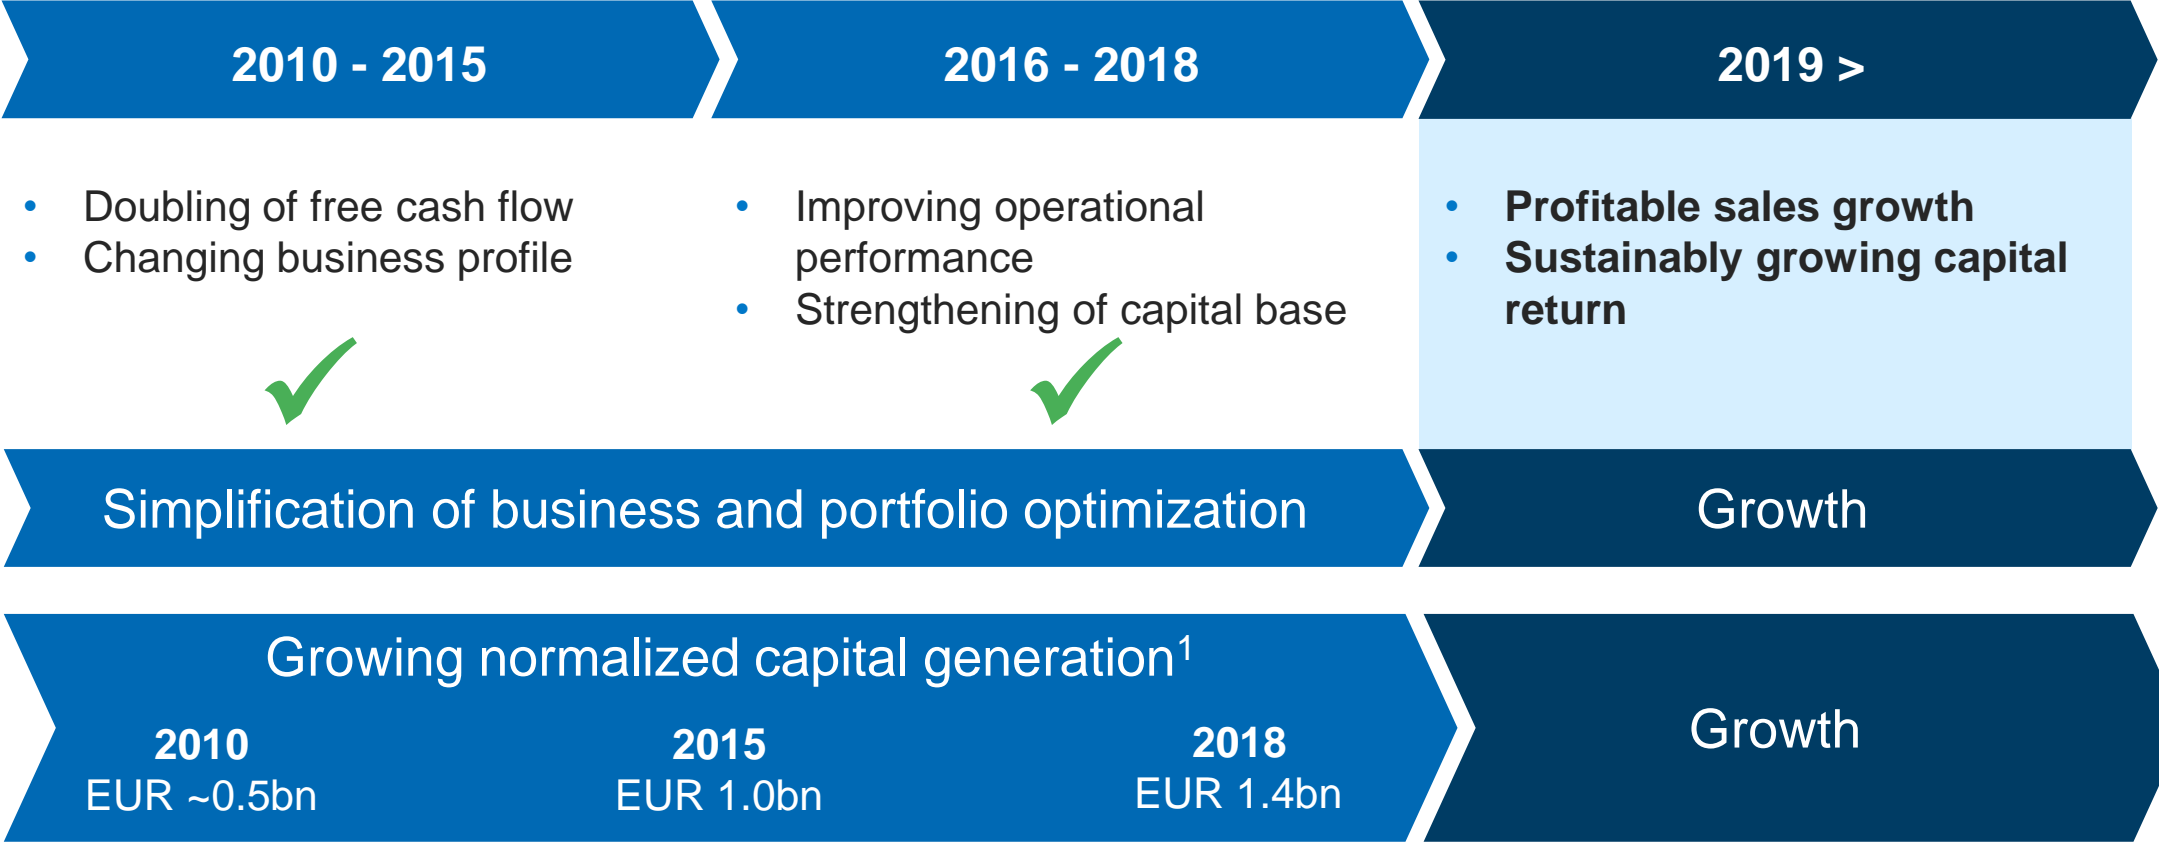 2010 - 2015
2016 - 2018
2019 >
• Doubling of free cash flow
• Changing business profile
• Improving operational
performance
• Strengthening of capital base
• Profitable sales growth
• Sustainably growing capital
return
Simplification of business and portfolio optimization
Growth
Growing normalized capital generation¹
2010
EUR ~0.5bn
2015
EUR 1.0bn
2018
EUR 1.4bn
Growth